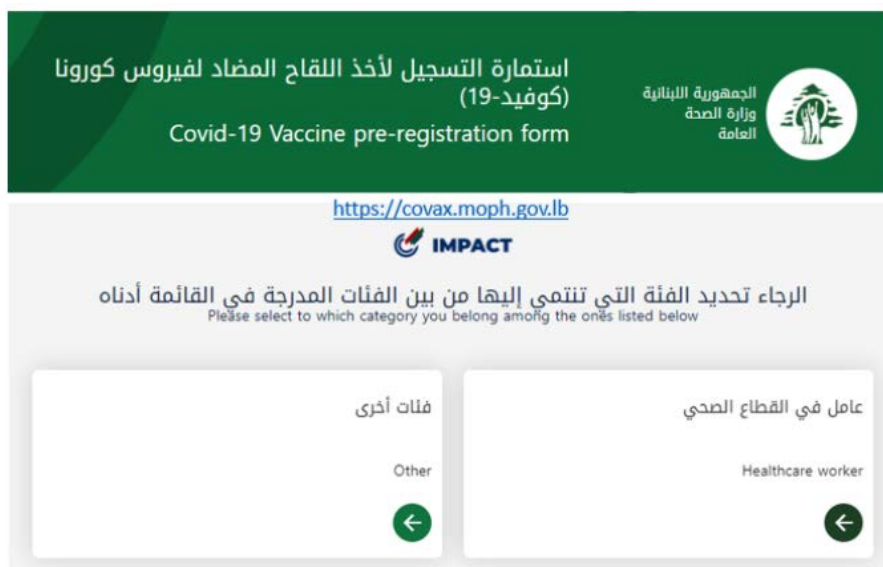 استمارة التسجيل لأخذ اللقاح المضاد لفيروس كورونا
(كوفيد-19)
Covid-19 Vaccine pre-registration form
الجمهورية اللبنانية
وزارة الصحة
العامة
https://covax.moph.gov.lb
IMPACT
الرجاء تحديد الفئة التي تنتمي إليها من بين الفئات المدرجة في القائمة أدناه
Please select to which category you belong among the ones listed below
عامل في القطاع الصحي
Healthcare worker
فئات أخرى
Other